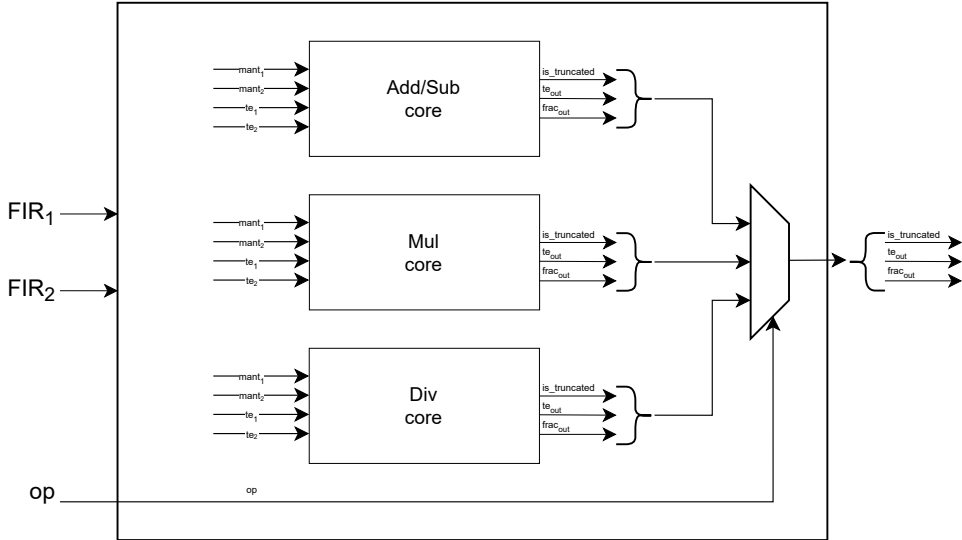 mant1
mant2
te1
te2
Add/Sub
core
is_truncated
teout
fracout
FIR1
FIR2
mant1
mant2
te1
te2
Mul
core
is_truncated
teout
fracout
is_truncated
teout
fracout
mant1
mant2
te1
te2
Div
core
is_truncated
teout
fracout
op
op